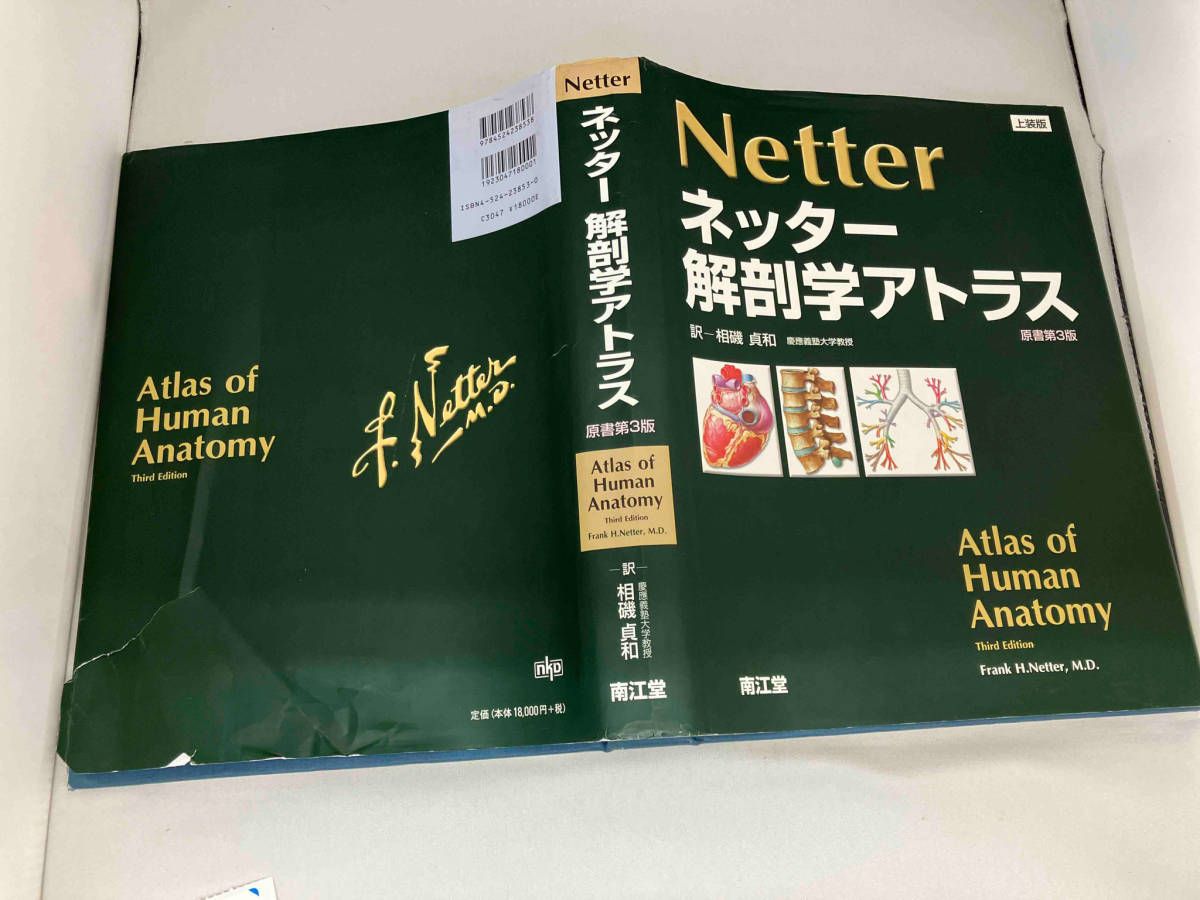 9784524238538
1923047180001
ISBN4-524-23853-0
C3047 ¥18000E
Atlas of
Human
Anatomy
Third Edition
F. Netter
M.D.
nkd
定価(本体18,000円+税)
Netter
ネッター 解剖学アトラス
原書第3版
Atlas of
Human
Anatomy
Third Edition
Frank H.Netter, M.D.
訳
慶應義塾大学教授
相磯 貞和
南江堂
上装版
Netter
ネッター
解剖学アトラス
原書第3版
訳―相磯 貞和 慶應義塾大学教授
Atlas of
Human
Anatomy
Third Edition
Frank H.Netter, M.D.
南江堂